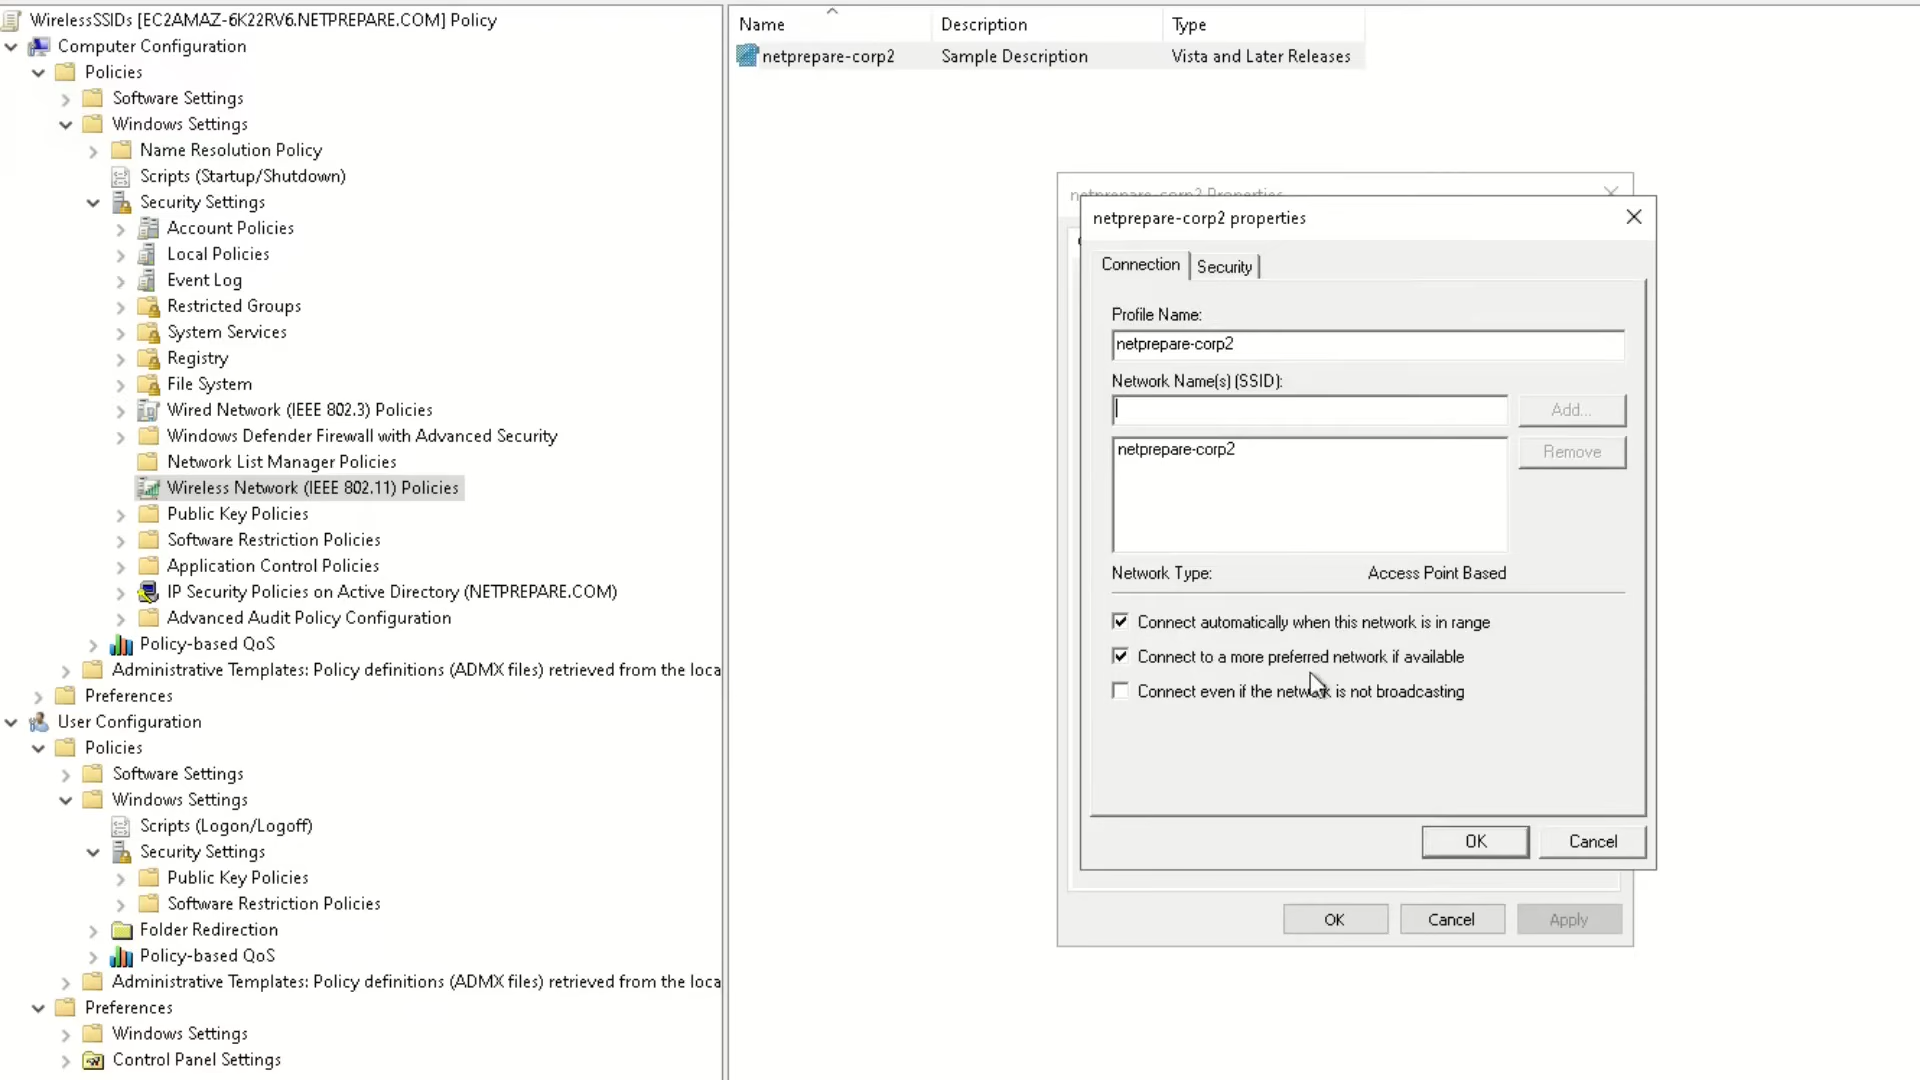 WirelessSSIDs [EC2AMAZ-6K22RV6.NETPREPARE.COM] Policy
Computer Configuration
Policies
Software Settings
Windows Settings
Name Resolution Policy
Scripts (Startup/Shutdown)
Security Settings
Account Policies
Local Policies
Event Log
Restricted Groups
System Services
Registry
File System
Wired Network (IEEE 802.3) Policies
Windows Defender Firewall with Advanced Security
Network List Manager Policies
Wireless Network (IEEE 802.11) Policies
Public Key Policies
Software Restriction Policies
Application Control Policies
IP Security Policies on Active Directory (NETPREPARE.COM)
Advanced Audit Policy Configuration
Policy-based QoS
Administrative Templates: Policy definitions (ADMX files) retrieved from the loca
Preferences
User Configuration
Policies
Software Settings
Windows Settings
Scripts (Logon/Logoff)
Security Settings
Public Key Policies
Software Restriction Policies
Folder Redirection
Policy-based QoS
Administrative Templates: Policy definitions (ADMX files) retrieved from the loca
Preferences
Windows Settings
Control Panel Settings
Name Description Type
netprepare-corp2 Sample Description Vista and Later Releases
netprepare-corp2 Properties
netprepare-corp2 properties
Connection Security
Profile Name:
netprepare-corp2
Network Name(s) (SSID):
Add...
netprepare-corp2
Remove
Network Type: Access Point Based
Connect automatically when this network is in range
Connect to a more preferred network if available
Connect even if the network is not broadcasting
OK Cancel
OK Cancel Apply